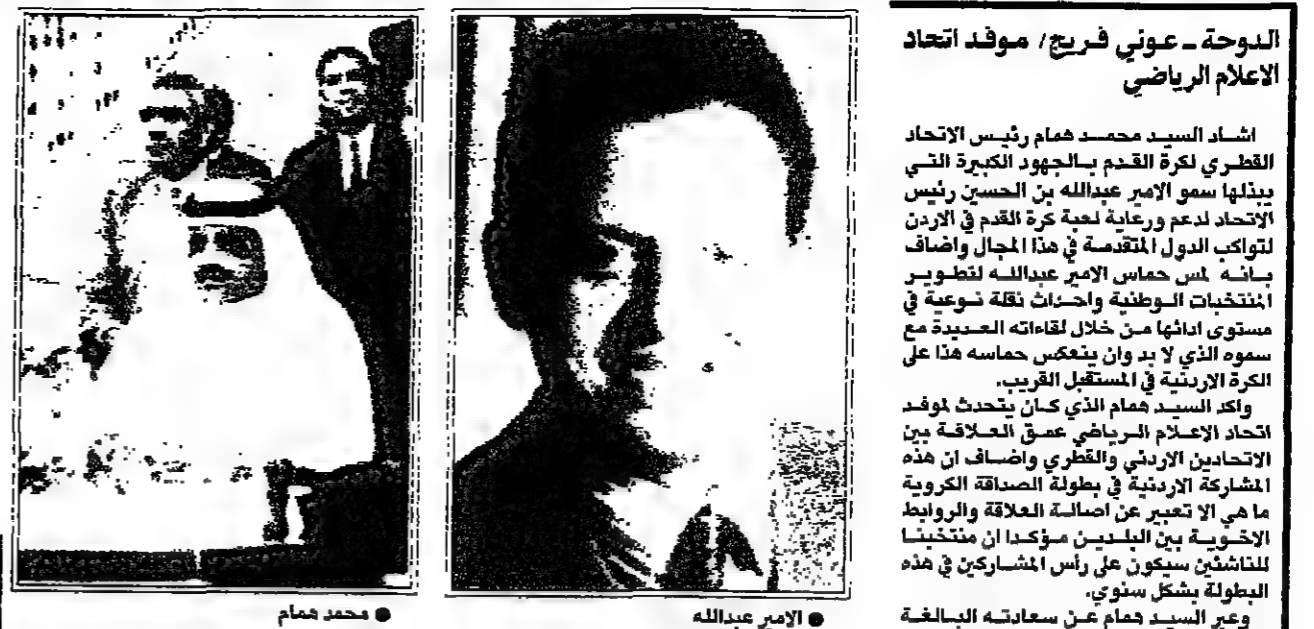 الدوحة ـ عوني فريج/ موفد اتحاد
الاعلام الرياضي
اشاد السيد محمد همام رئيس الاتحاد
القطري لكرة القدم بالجهود الكبيرة التي
يبذلها سمو الامير عبدالله بن الحسين رئيس
الاتحاد لدعم ورعاية لعبة كرة القدم في الاردن
لتواكب الدول المتقدمة في هذا المجال واضاف
بانه لمس حماس الامير عبدالله لتطوير
المنتخبات الوطنية واحداث نقلة نوعية في
مستوى ادائها من خلال لقاءاته العديدة مع
سموه الذي لا بد وان ينعكس حماسه هذا على
الكرة الاردنية في المستقبل القريب.
واكد السيد همام الذي كان يتحدث لموفد
اتحاد الاعلام الرياضي عمق العلاقة بين
الاتحادين الاردني والقطري واضاف ان هذه
المشاركة الاردنية في بطولة الصداقة الكروية
ما هي الا تعبير عن اصالة العلاقة والروابط
الاخوية بين البلدين مؤكدا ان منتخبنا
للناشئين سيكون على رأس المشاركين في هذه
البطولة بشكل سنوي.
وعبر السيد همام عن سعادته البالغة
● الامير عبدالله
● محمد همام